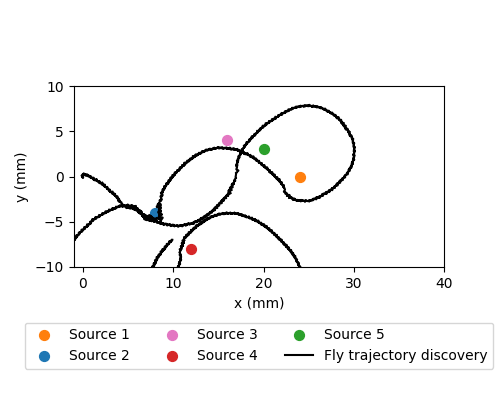 10
5
0
−5
−10
y (mm)
0 10 20 30 40
x (mm)
Source 1 Source 3 Source 5
Source 2 Source 4 Fly trajectory discovery